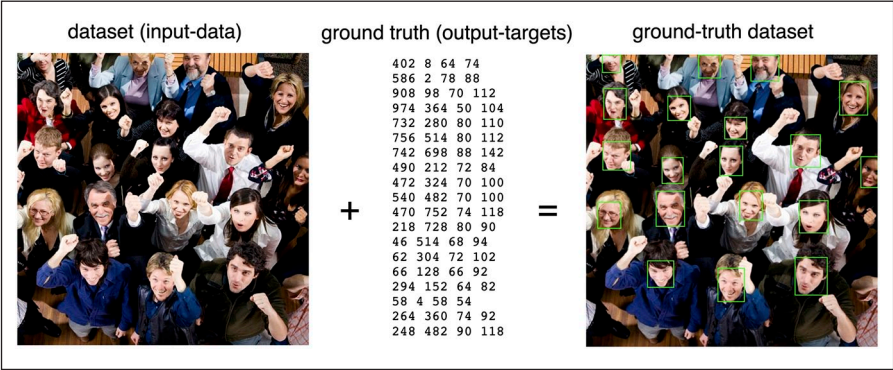 dataset (input-data)
ground truth (output-targets)
ground-truth dataset
402 8 64 74
586 2 78 88
908 98 70 112
974 364 50 104
732 280 80 110
756 514 80 112
742 698 88 142
490 212 72 84
472 324 70 100
540 482 70 100
470 752 74 118
218 728 80 90
46 514 68 94
62 304 72 102
66 128 66 92
294 152 64 82
58 4 58 54
264 360 74 92
248 482 90 118
+
=